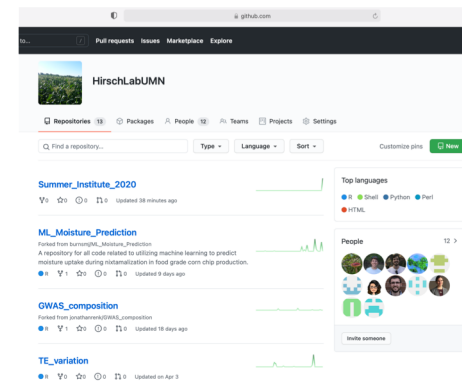 github.com
to...
/
Pull requests Issues Marketplace Explore
HirschLabUMN
Repositories 13 Packages People 12 Teams Projects Settings
Find a repository... Type Language Sort Customize pins New
Summer_Institute_2020
0 0 0 0 Updated 38 minutes ago
ML_Moisture_Prediction
Forked from burnsmj/ML_Moisture_Prediction
A repository for all code related to utilizing machine learning to predict
moisture uptake during nixtamalization in food grade corn chip production.
R 1 0 0 0 Updated 9 days ago
GWAS_composition
Forked from jonathanrenk/GWAS_composition
R 1 0 0 0 Updated 18 days ago
TE_variation
R 0 0 0 0 Updated on Apr 3
Top languages
R Shell Python Perl
HTML
People 12 >
Invite someone